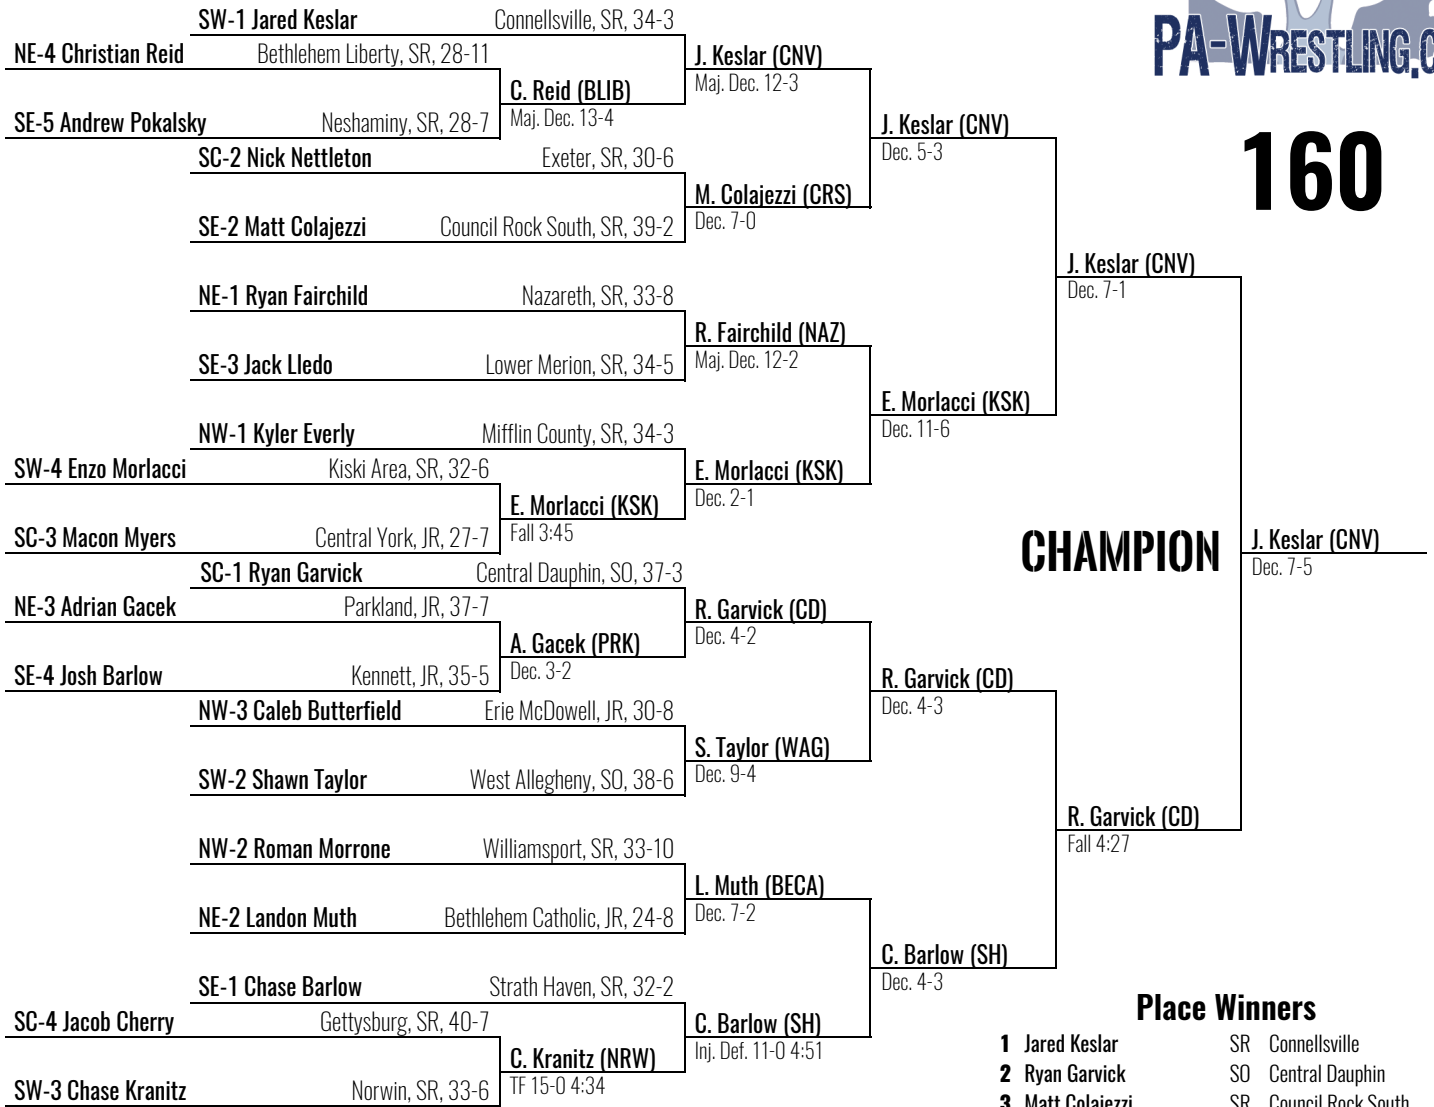 SW-1 Jared Keslar Connellsville, SR, 34-3
PA-WRESTLING.C
NE-4 Christian Reid Bethlehem Liberty, SR, 28-11
J. Keslar (CNV)
Maj. Dec. 12-3
C. Reid (BLIB)
Maj. Dec. 13-4
SE-5 Andrew Pokalsky Neshaminy, SR, 28-7
J. Keslar (CNV)
Dec. 5-3
SC-2 Nick Nettleton Exeter, SR, 30-6
160
M. Colajezzi (CRS)
Dec. 7-0
SE-2 Matt Colajezzi Council Rock South, SR, 39-2
J. Keslar (CNV)
Dec. 7-1
NE-1 Ryan Fairchild Nazareth, SR, 33-8
R. Fairchild (NAZ)
Maj. Dec. 12-2
SE-3 Jack Lledo Lower Merion, SR, 34-5
E. Morlacci (KSK)
Dec. 11-6
NW-1 Kyler Everly Mifflin County, SR, 34-3
SW-4 Enzo Morlacci Kiski Area, SR, 32-6
E. Morlacci (KSK)
Dec. 2-1
E. Morlacci (KSK)
Fall 3:45
SC-3 Macon Myers Central York, JR, 27-7
CHAMPION
J. Keslar (CNV)
Dec. 7-5
SC-1 Ryan Garvick Central Dauphin, SO, 37-3
NE-3 Adrian Gacek Parkland, JR, 37-7
R. Garvick (CD)
Dec. 4-2
A. Gacek (PRK)
Dec. 3-2
SE-4 Josh Barlow Kennett, JR, 35-5
R. Garvick (CD)
Dec. 4-3
NW-3 Caleb Butterfield Erie McDowell, JR, 30-8
S. Taylor (WAG)
Dec. 9-4
SW-2 Shawn Taylor West Allegheny, SO, 38-6
R. Garvick (CD)
Fall 4:27
NW-2 Roman Morrone Williamsport, SR, 33-10
L. Muth (BECA)
Dec. 7-2
NE-2 Landon Muth Bethlehem Catholic, JR, 24-8
C. Barlow (SH)
Dec. 4-3
SE-1 Chase Barlow Strath Haven, SR, 32-2
SC-4 Jacob Cherry Gettysburg, SR, 40-7
C. Barlow (SH)
Inj. Def. 11-0 4:51
C. Kranitz (NRW)
TF 15-0 4:34
SW-3 Chase Kranitz Norwin, SR, 33-6
Place Winners
1 Jared Keslar SR Connellsville
2 Ryan Garvick SO Central Dauphin
3 Matt Colajezzi SR Council Rock South